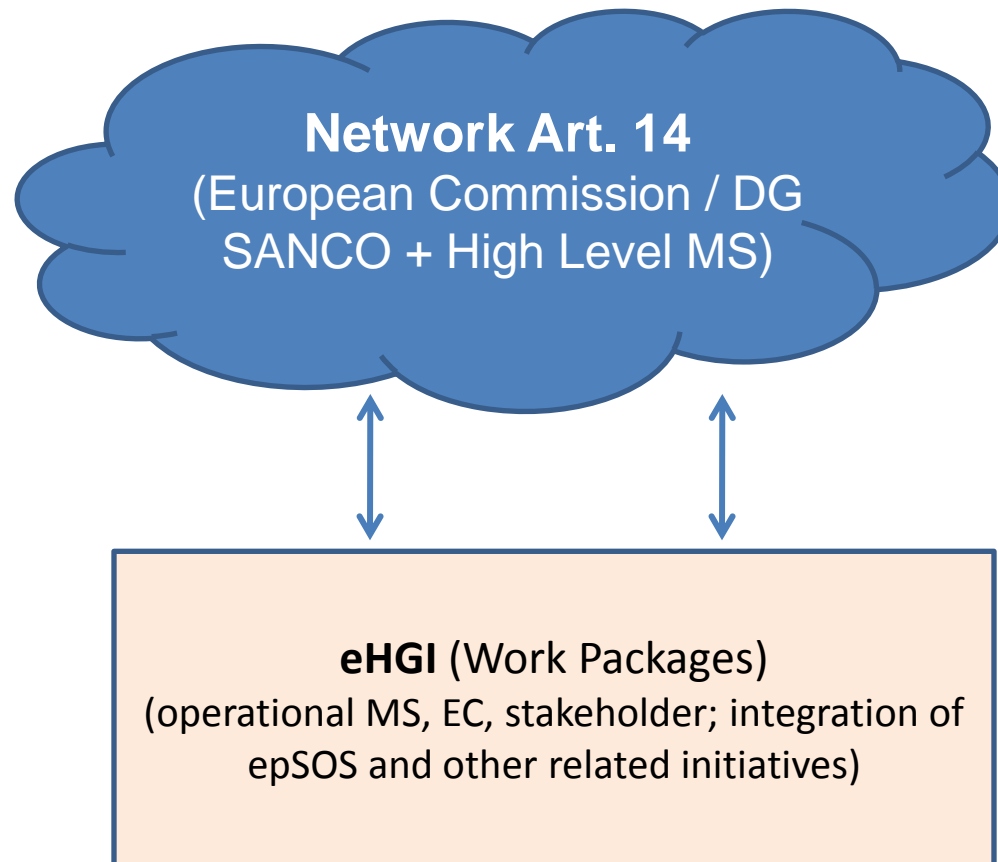 Network Art. 14
(European Commission / DG
SANCO + High Level MS)
eHGI (Work Packages)
(operational MS, EC, stakeholder; integration of
epSOS and other related initiatives)